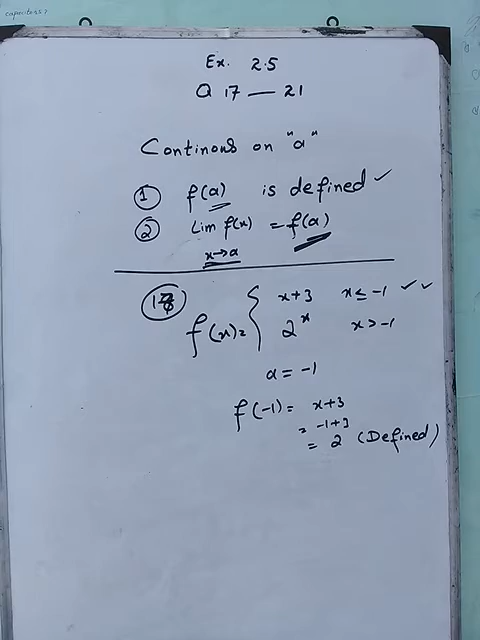 Ex. 2.5
Q 17 — 21
Continous on "a"
① f(a) is defined ✓
② Lim f(x) = f(a)
x→a
f(x) = { x+3 x ≤ -1 ✓✓
2^x x > -1
a = -1
f(-1) = x+3
= -1+3
= 2 (Defined)